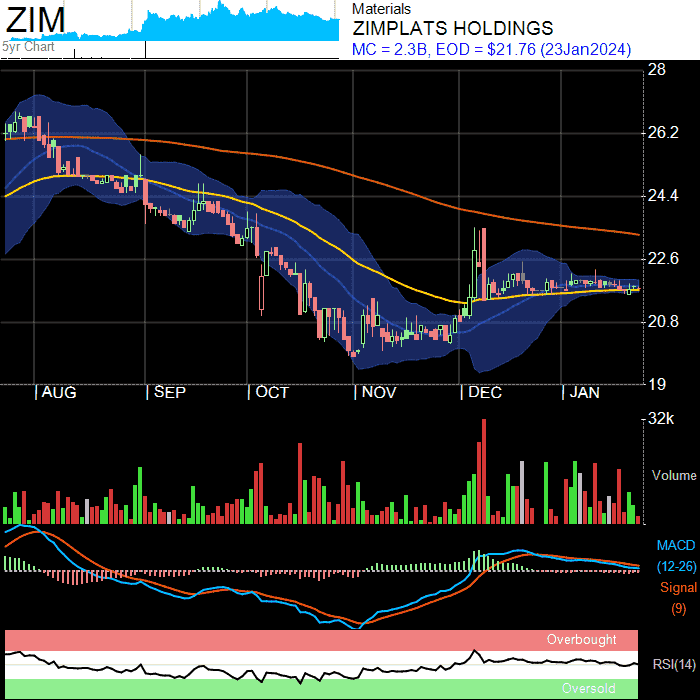 ZIM
5yr Chart
Materials
ZIMPLATS HOLDINGS
MC = 2.3B, EOD = $21.76 (23Jan2024)
28
26.2
24.4
22.6
20.8
19
| AUG | SEP | OCT | NOV | DEC | JAN
32k
Volume
MACD
(12-26)
Signal
(9)
Overbought
RSI(14)
Oversold